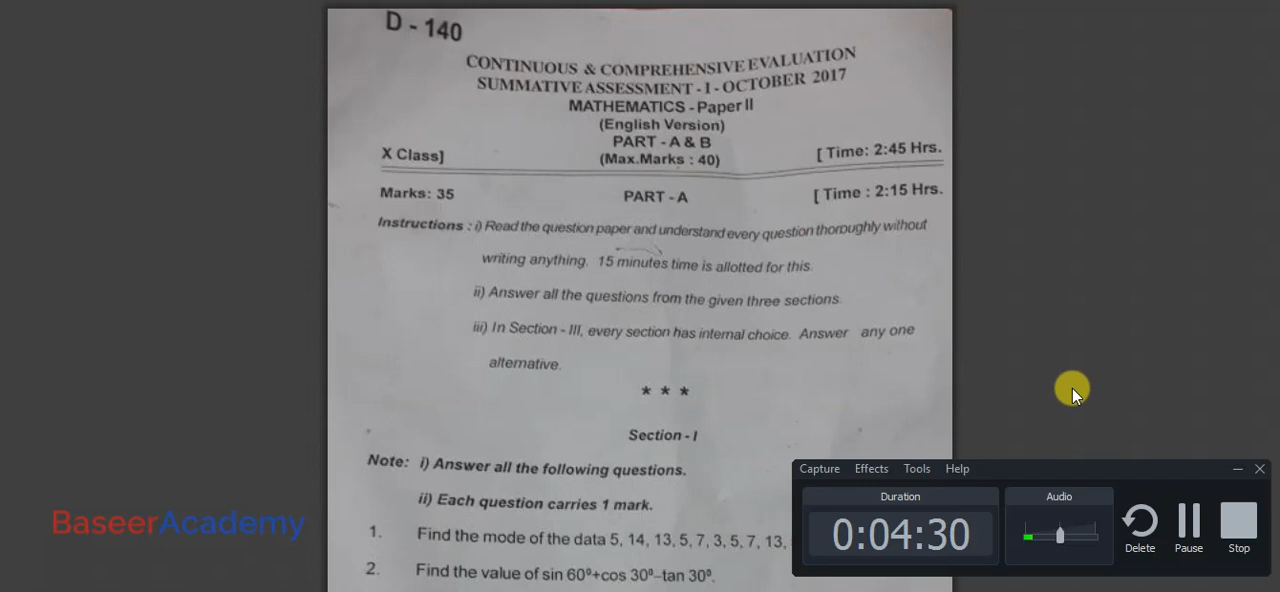 D - 140
CONTINUOUS & COMPREHENSIVE EVALUATION
SUMMATIVE ASSESSMENT - I - OCTOBER 2017
MATHEMATICS - Paper II
(English Version)
PART - A & B
X Class] (Max.Marks : 40) [ Time: 2:45 Hrs.
Marks: 35 PART - A [ Time : 2:15 Hrs.
Instructions : i) Read the question paper and understand every question thoroughly without
writing anything. 15 minutes time is allotted for this.
ii) Answer all the questions from the given three sections.
iii) In Section - III, every section has internal choice. Answer any one
alternative.
* * *
Section - I
Note: i) Answer all the following questions.
ii) Each question carries 1 mark.
1. Find the mode of the data 5, 14, 13, 5, 7, 3, 5, 7, 13,
2. Find the value of sin 60⁰+cos 30⁰–tan 30⁰.
BaseerAcademy
Capture Effects Tools Help
Duration Audio
0:04:30
Delete Pause Stop